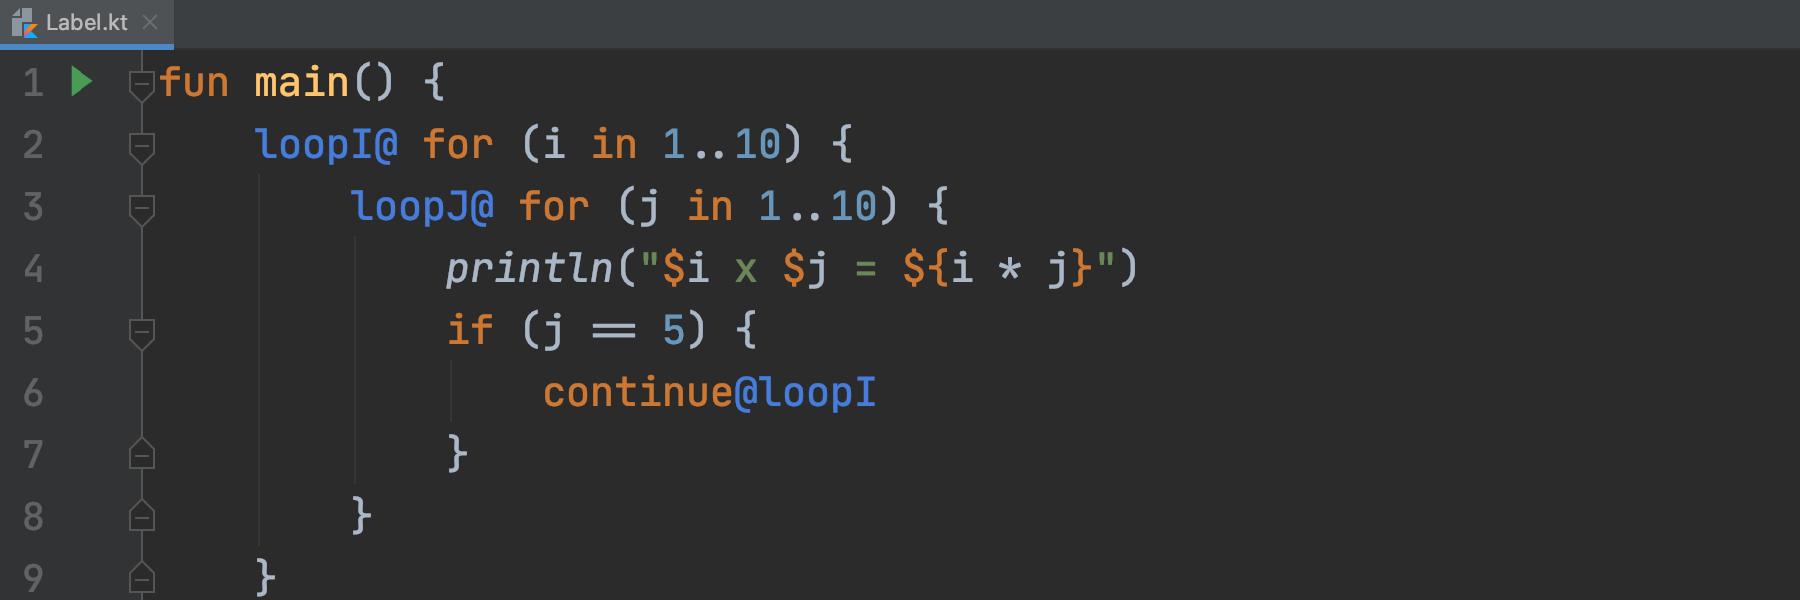 Label.kt
1 fun main() {
2     loopI@ for (i in 1..10) {
3         loopJ@ for (j in 1..10) {
4             println("$i x $j = ${i * j}")
5             if (j == 5) {
6                 continue@loopI
7             }
8         }
9     }